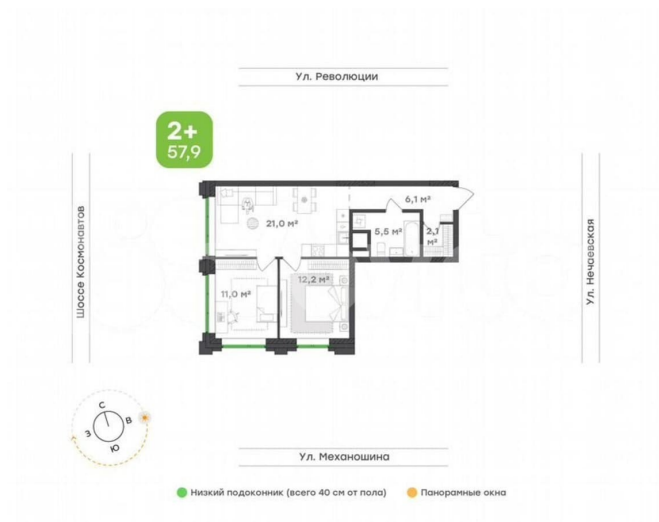 Ул. Революции
2+
57,9
Шоссе Космонавтов
Ул. Нечаевская
6,1 м²
21,0 м²
5,5 м²
2,1
м²
11,0 м²
12,2 м²
С
В
З
Ю
Ул. Механошина
Низкий подоконник (всего 40 см от пола)
Панорамные окна